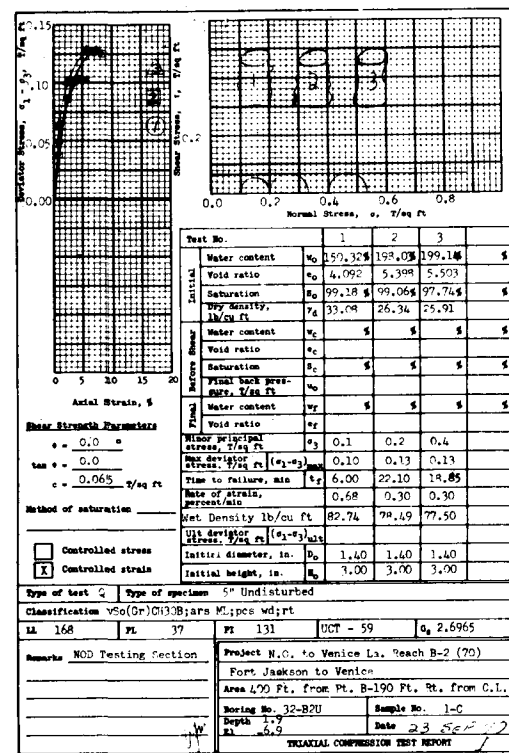 0.15
0.10
0.05
0.00
Deviator Stress, σ1 - σ3, T/sq ft
0 5 10 15 20
Axial Strain, %
1
Shear Stress, τ, T/sq ft
0.2
1 2 3
0 0.2 0.4 0.6 0.8
Normal Stress, σ, T/sq ft
Shear Strength Parameters
φ = 0.0 °
tan φ = 0.0
c = 0.065 T/sq ft
Method of saturation
Controlled stress
X Controlled strain
Test No. 1 2 3
Initial
Water content w0 150.32% 198.03% 199.14% %
Void ratio e0 4.092 5.398 5.503
Saturation S0 99.18% 99.06% 97.74% %
Dry density, lb/cu ft γd 33.08 26.34 25.91
Before Shear
Water content wc % % % %
Void ratio ec
Saturation Sc % % % %
Final back pressure, T/sq ft u0
Final
Water content wf % % % %
Void ratio ef
Minor principal stress, T/sq ft σ3 0.1 0.2 0.4
Max deviator stress, T/sq ft (σ1-σ3)max 0.10 0.13 0.13
Time to failure, min tf 6.00 22.10 18.85
Rate of strain, percent/min 0.68 0.30 0.30
Wet Density lb/cu ft 82.74 78.49 77.50
Ult deviator stress, T/sq ft (σ1-σ3)ult
Initial diameter, in. D0 1.40 1.40 1.40
Initial height, in. H0 3.00 3.00 3.00
Type of test Q Type of specimen 5" Undisturbed
Classification vSo(Gr)CH30B;ars ML;pcs wd;rt
LL 168 PL 37 PI 131 UCT - 59 Gs 2.6965
Remarks NOD Testing Section
Project N.O. to Venice La. Reach B-2 (70)
Fort Jackson to Venice
Area 400 Ft. from Pt. B-190 Ft. Rt. from C.L.
Boring No. 32-B2U Sample No. 1-C
Depth 1.9
El -6.9
Date 23 Sep
TRIAXIAL COMPRESSION TEST REPORT